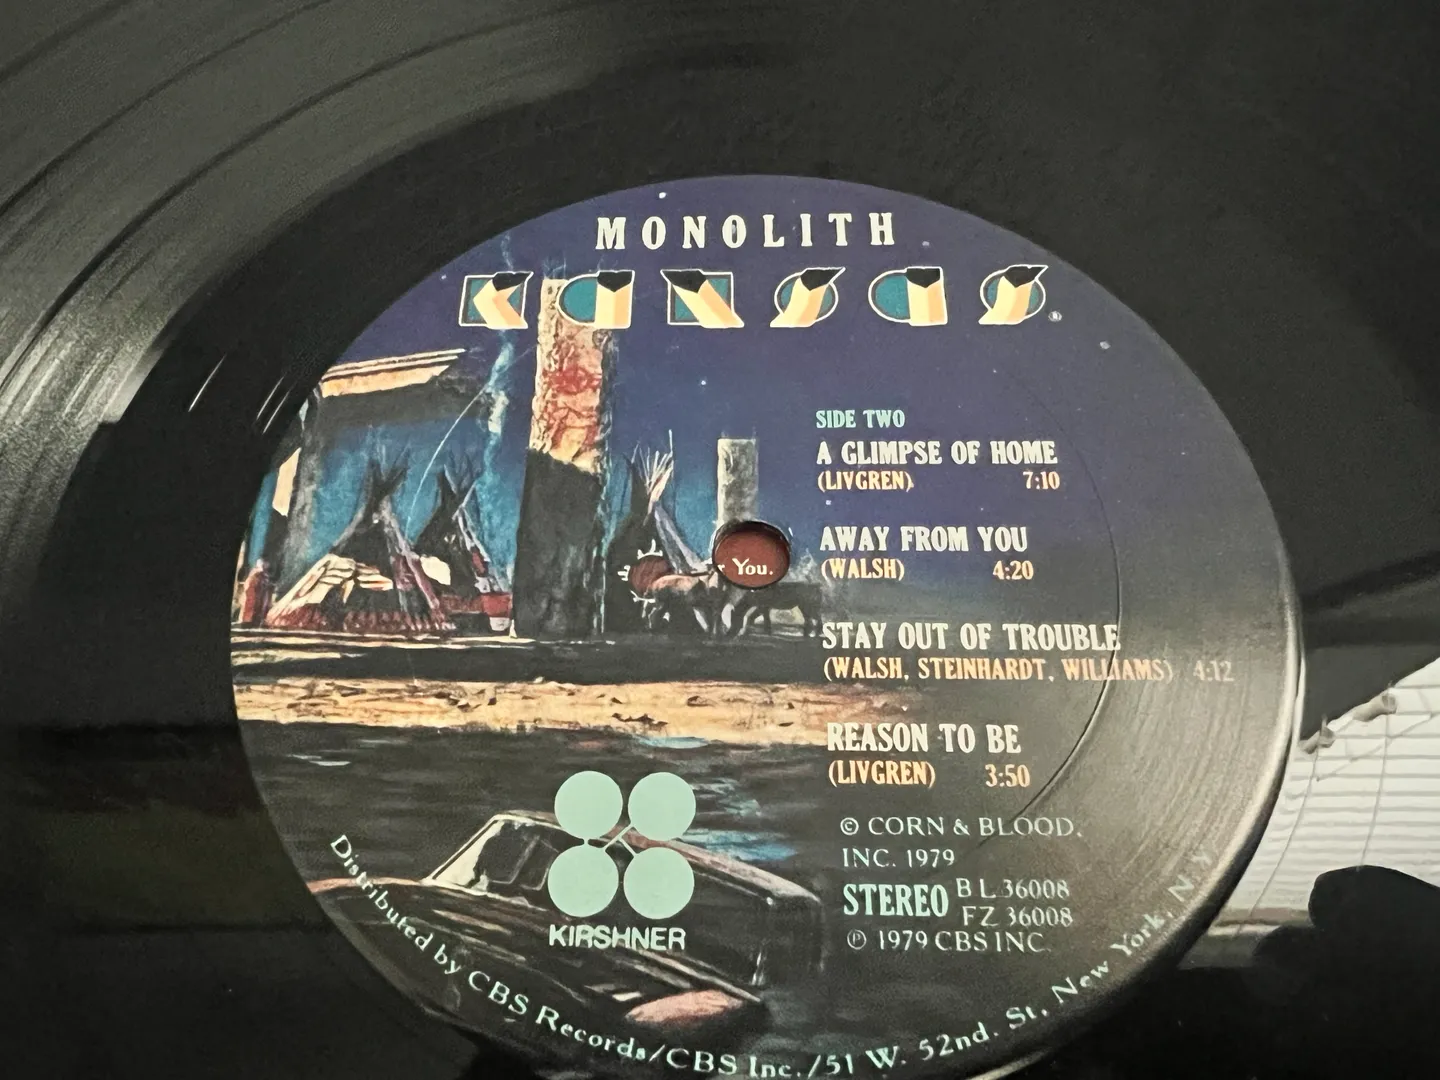 MONOLITH
KANSAS®
SIDE TWO
A GLIMPSE OF HOME
(LIVGREN) 7:10
AWAY FROM YOU
(WALSH) 4:20
STAY OUT OF TROUBLE
(WALSH, STEINHARDT, WILLIAMS) 4:12
REASON TO BE
(LIVGREN) 3:50
© CORN & BLOOD,
INC. 1979
STEREO BL 36008
FZ 36008
℗ 1979 CBS INC.
r You.
KIRSHNER
Distributed by CBS Records/CBS Inc./51 W. 52nd. St, New York, N.Y.